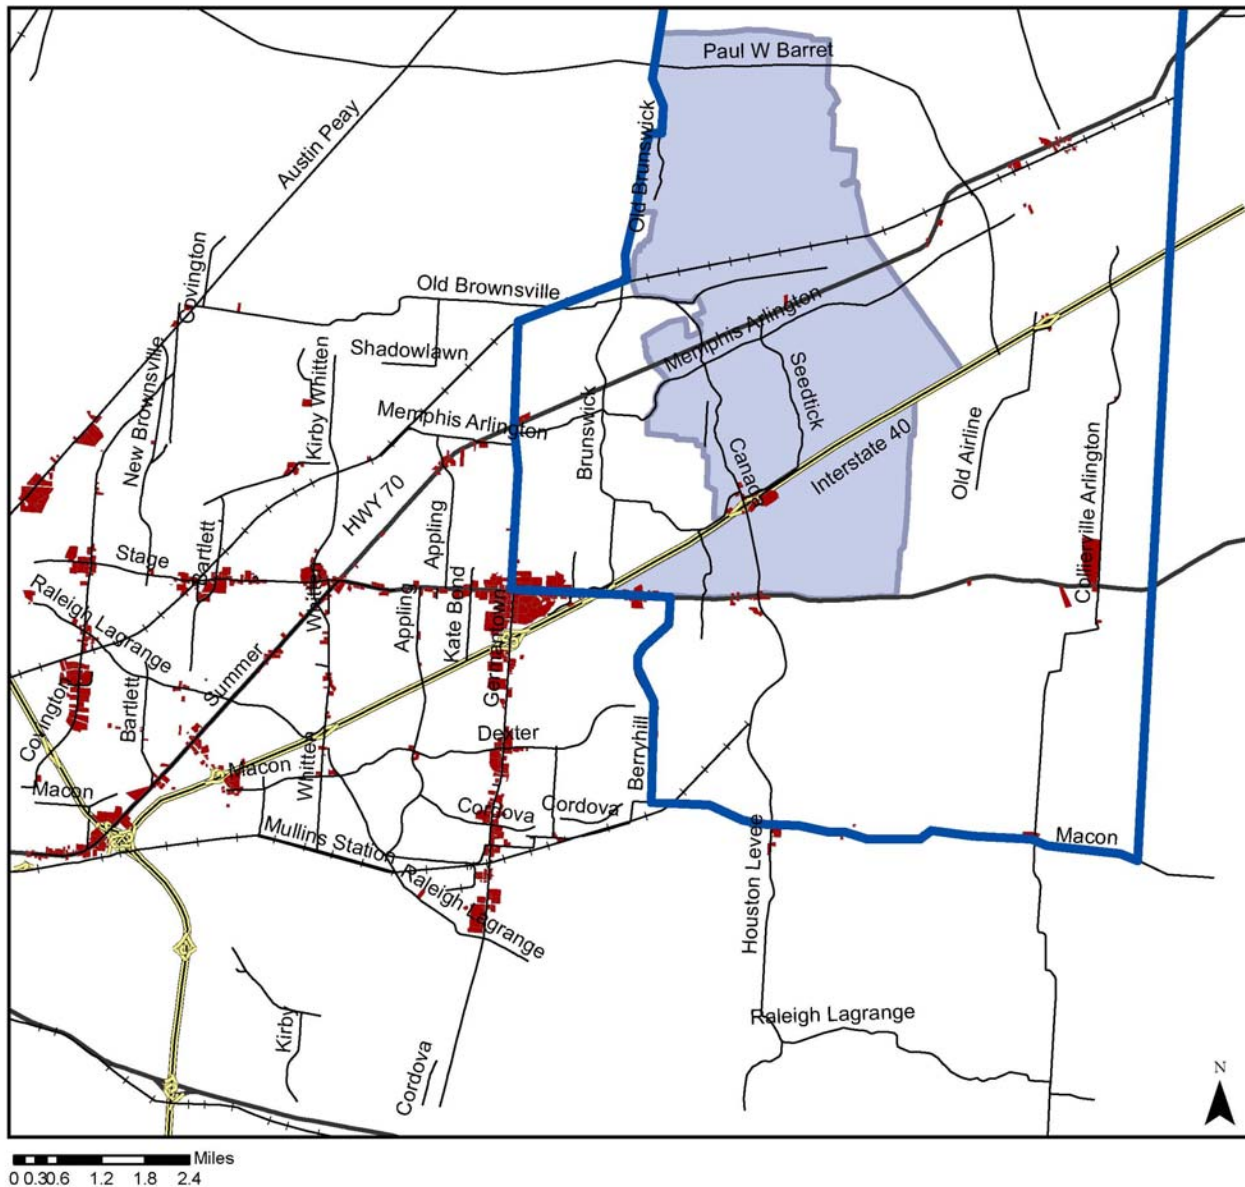 Paul W Barret
Austin Peay
Old Brunswick
Covington
Old Brownsville
Memphis Arlington
Shadowlawn
New Brownsville
Kirby Whitten
Seedtick
Memphis Arlington
Brunswick
Canada
Interstate 40
Old Airline
Collierville Arlington
HWY 70
Appling
Stage
Bartlett
Whitten
Appling
Kate Bond
Germantown
Raleigh Lagrange
Summer
Covington
Bartlett
Dexter
Berryhill
Macon
Whitten
Macon
Cordova
Cordova
Mullins Station
Houston Levee
Macon
Raleigh Lagrange
Raleigh Lagrange
Kirby
Cordova
N
Miles
0 0.30.6 1.2 1.8 2.4